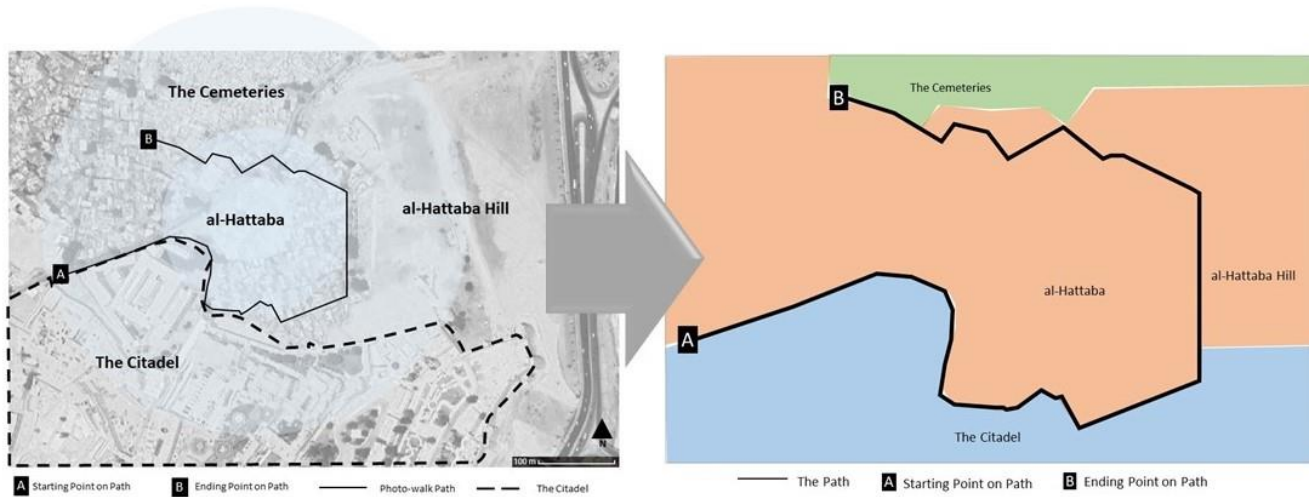 The Cemeteries
B
al-Hattaba
al-Hattaba Hill
A
The Citadel
N
100 m
A Starting Point on Path B Ending Point on Path Photo-walk Path The Citadel
The Cemeteries
B
al-Hattaba
al-Hattaba Hill
A
The Citadel
The Path A Starting Point on Path B Ending Point on Path